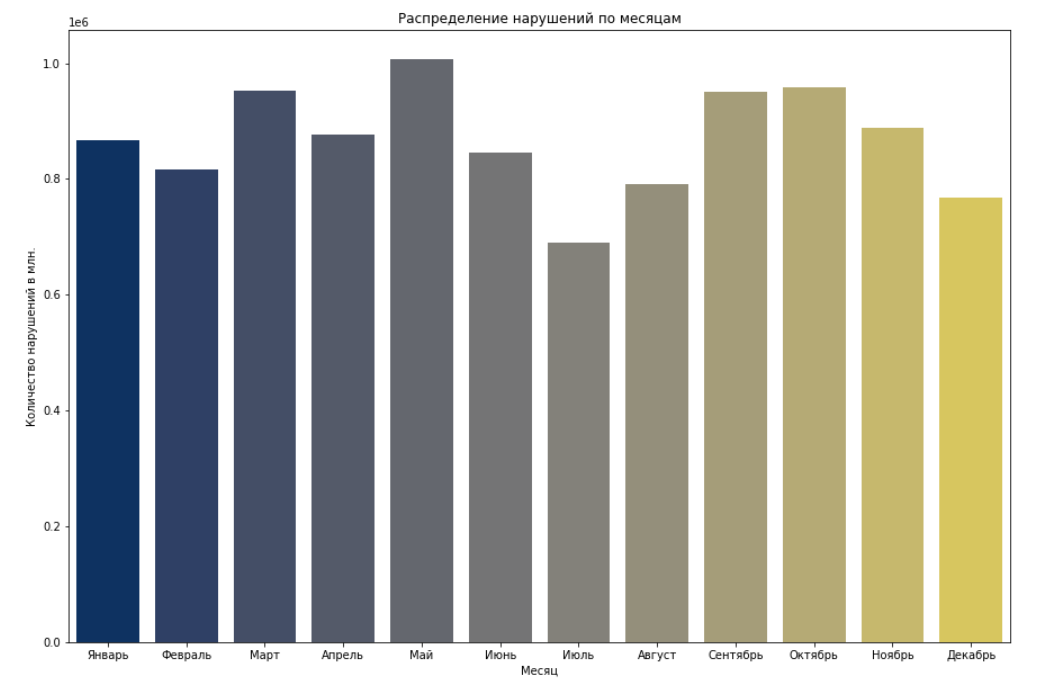 Распределение нарушений по месяцам
1e6
1.0
0.8
0.6
0.4
0.2
0.0
Количество нарушений в млн.
Январь Февраль Март Апрель Май Июнь Июль Август Сентябрь Октябрь Ноябрь Декабрь
Месяц